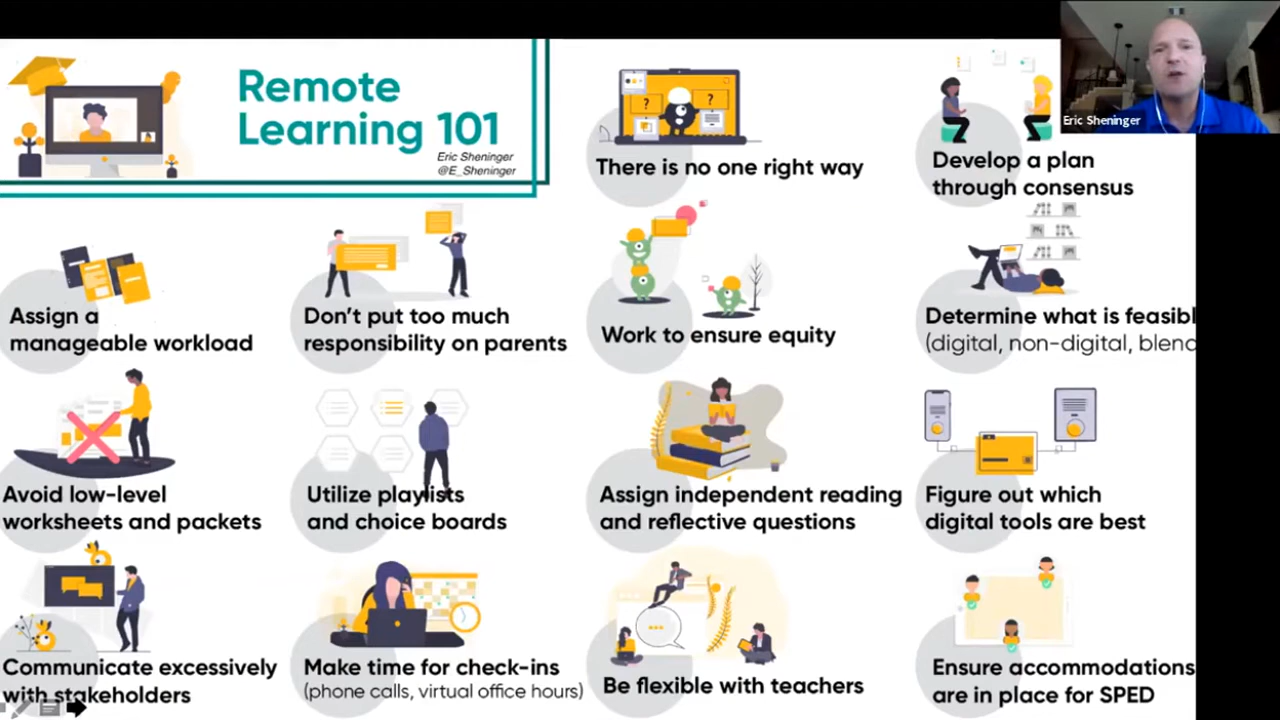 Remote
Learning 101
Eric Sheninger
@E_Sheninger
There is no one right way
Develop a plan
through consensus
Eric Sheninger
Assign a
manageable workload
Don't put too much
responsibility on parents
? ?
Work to ensure equity
Determine what is feasibl
(digital, non-digital, blenc
Avoid low-level
worksheets and packets
Utilize playlists
and choice boards
Assign independent reading
and reflective questions
Figure out which
digital tools are best
Communicate excessively
with stakeholders
Make time for check-ins
(phone calls, virtual office hours)
Be flexible with teachers
Ensure accommodations
are in place for SPED